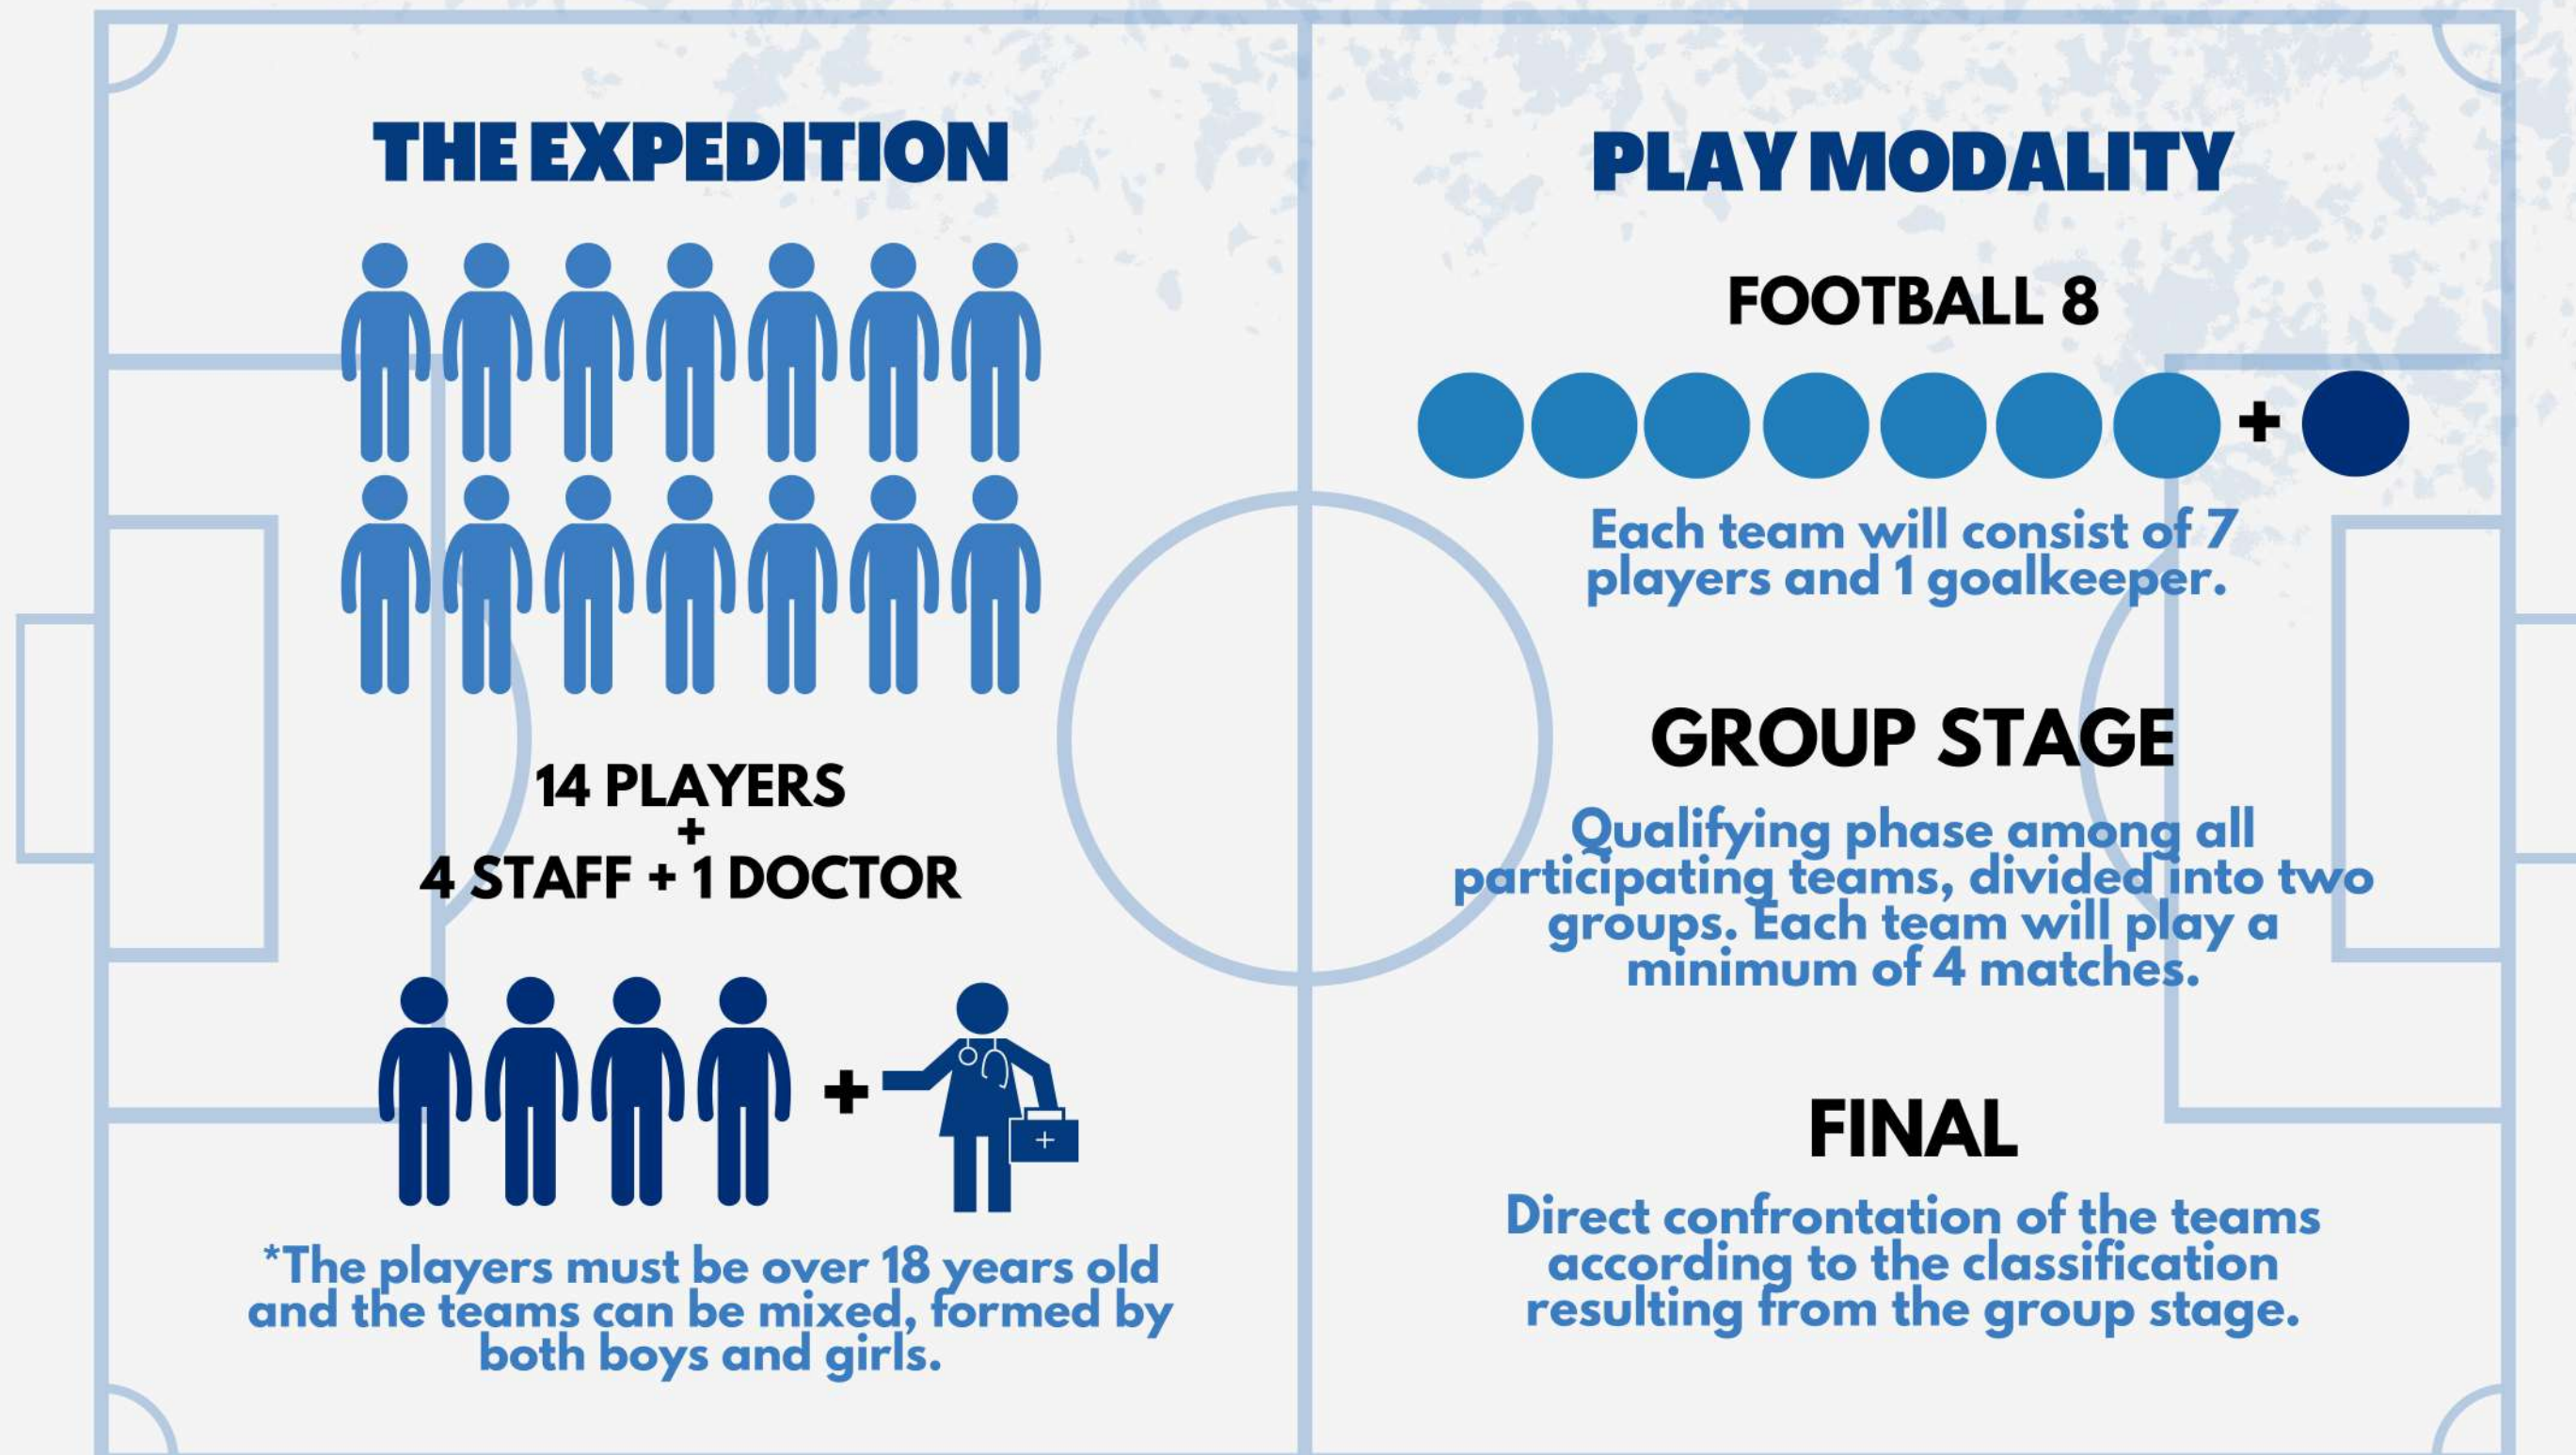 THE EXPEDITION
14 PLAYERS
+
4 STAFF + 1 DOCTOR
+
*The players must be over 18 years old
and the teams can be mixed, formed by
both boys and girls.
PLAY MODALITY
FOOTBALL 8
+
Each team will consist of 7
players and 1 goalkeeper.
GROUP STAGE
Qualifying phase among all
participating teams, divided into two
groups. Each team will play a
minimum of 4 matches.
FINAL
Direct confrontation of the teams
according to the classification
resulting from the group stage.